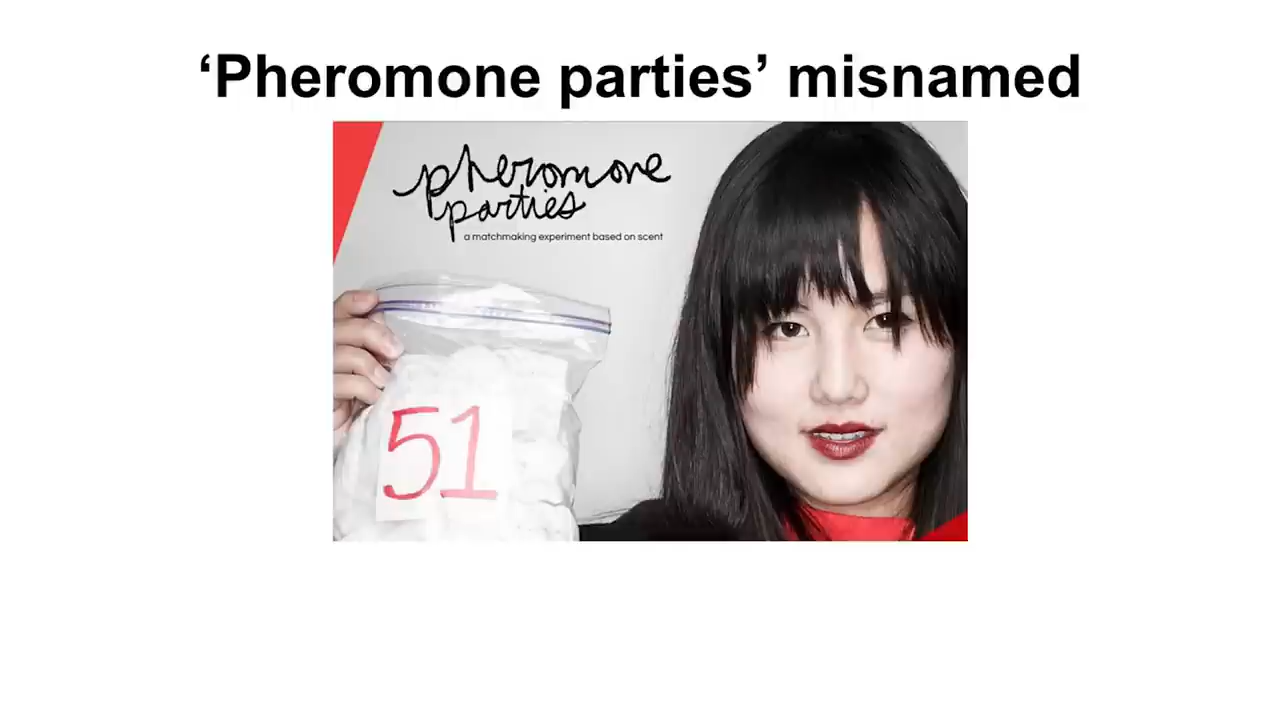 ‘Pheromone parties’ misnamed
pheromone
parties
a matchmaking experiment based on scent
51